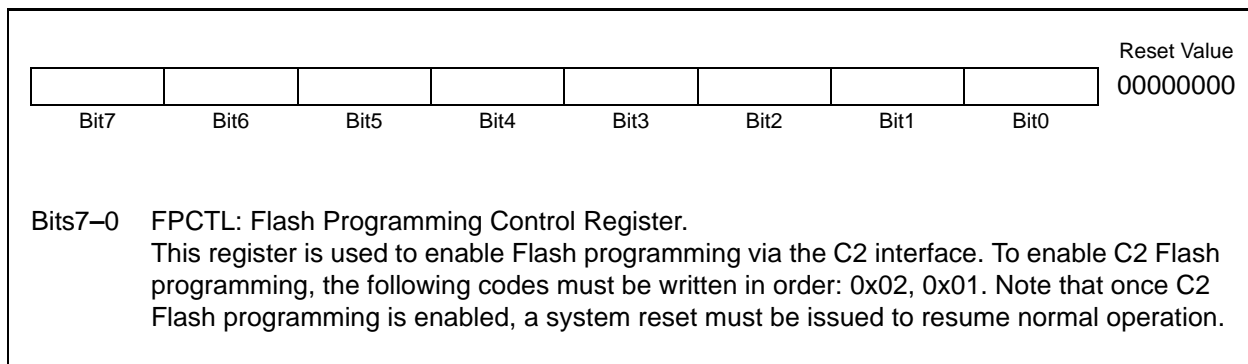 Reset Value
00000000
Bit7 Bit6 Bit5 Bit4 Bit3 Bit2 Bit1 Bit0
Bits7–0 FPCTL: Flash Programming Control Register.
This register is used to enable Flash programming via the C2 interface. To enable C2 Flash
programming, the following codes must be written in order: 0x02, 0x01. Note that once C2
Flash programming is enabled, a system reset must be issued to resume normal operation.